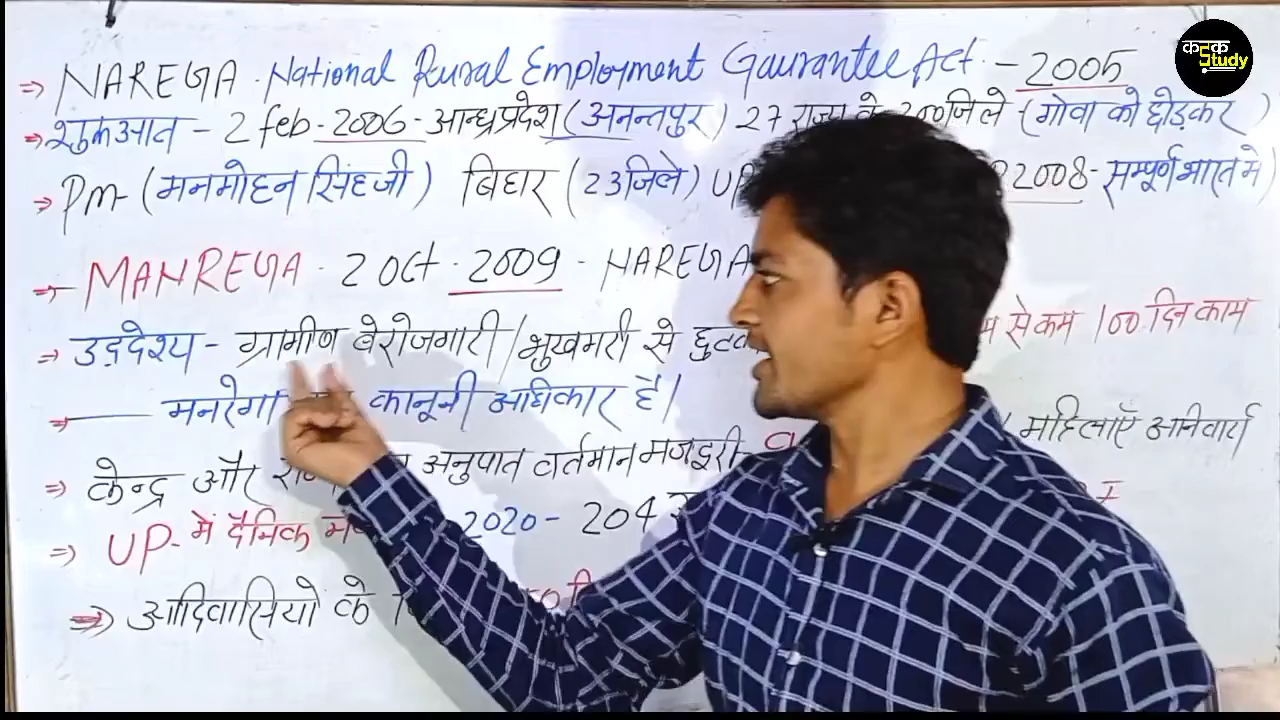 कड़क Study
⇒ NAREGA . National Rural Employment Gaurantee Act. - 2005
⇒ शुरूआत - 2 feb - 2006 - आन्ध्रप्रदेश (अनन्तपुर) 27 राज्य के 200 जिले - (गोवा को छोड़कर)
⇒ Pm - (मनमोहन सिंह जी) बिहार (23 जिले) UP 2008 - सम्पूर्ण भारत मे)
MANREGA . 2 Oct . 2009 - NAREGA
⇒ उद्देश्य - ग्रामीण बेरोजगारी / भुखमरी से से कम 100 दिन काम
मनरेगा कानूनी अधिकार है।
महिलाएँ अनिवार्य
⇒ केन्द्र और अनुपात वर्तमान मजदूरी
⇒ UP - में दैनिक 2020 - 204
⇒ आदिवासियो के